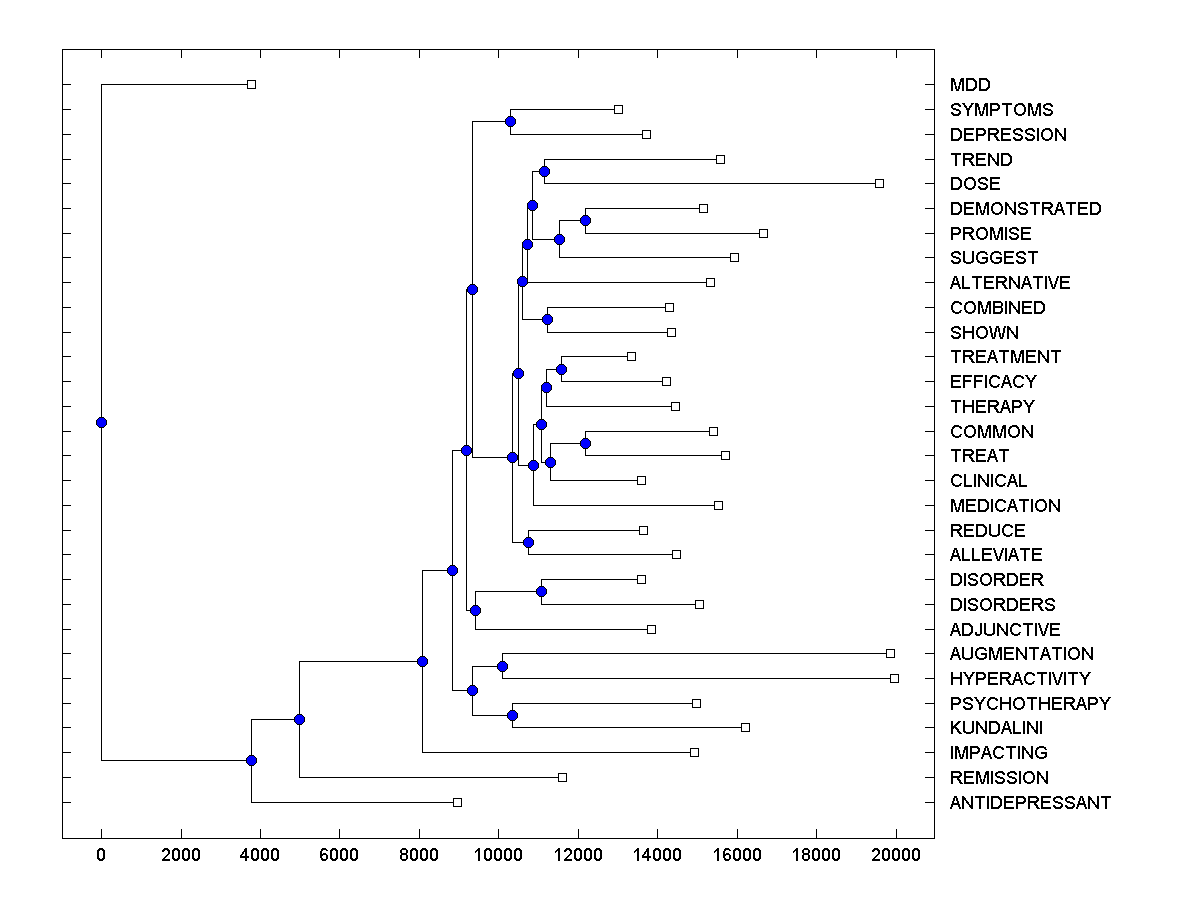 MDD
SYMPTOMS
DEPRESSION
TREND
DOSE
DEMONSTRATED
PROMISE
SUGGEST
ALTERNATIVE
COMBINED
SHOWN
TREATMENT
EFFICACY
THERAPY
COMMON
TREAT
CLINICAL
MEDICATION
REDUCE
ALLEVIATE
DISORDER
DISORDERS
ADJUNCTIVE
AUGMENTATION
HYPERACTIVITY
PSYCHOTHERAPY
KUNDALINI
IMPACTING
REMISSION
ANTIDEPRESSANT
0 2000 4000 6000 8000 10000 12000 14000 16000 18000 20000